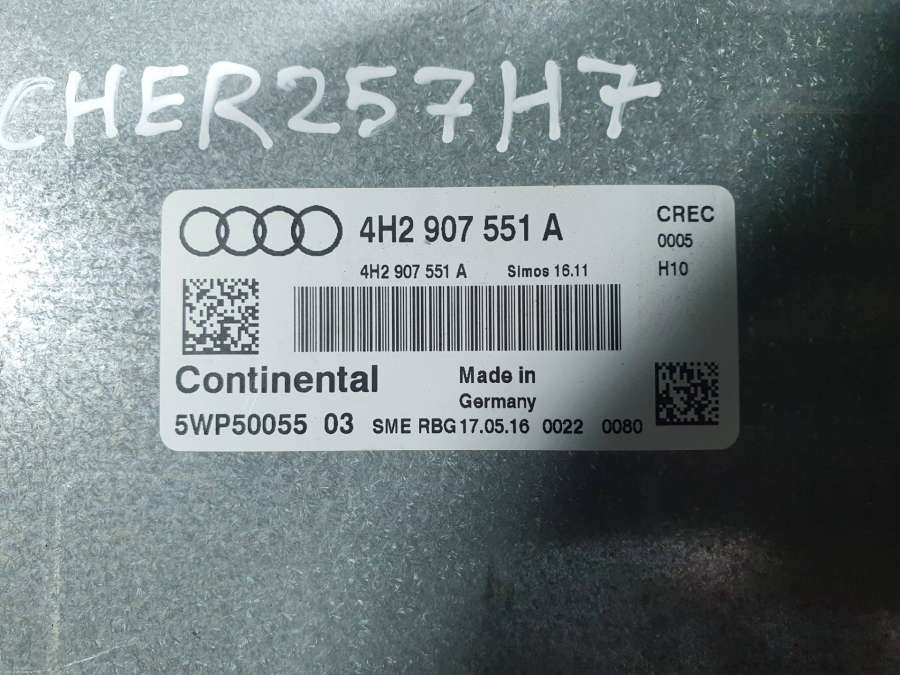 CHER257H7
4H2 907 551 A
CREC
0005
4H2 907 551 A Simos 16.11
H10
Continental
Made in
Germany
5WP50055 03 SME RBG 17.05.16 0022 0080